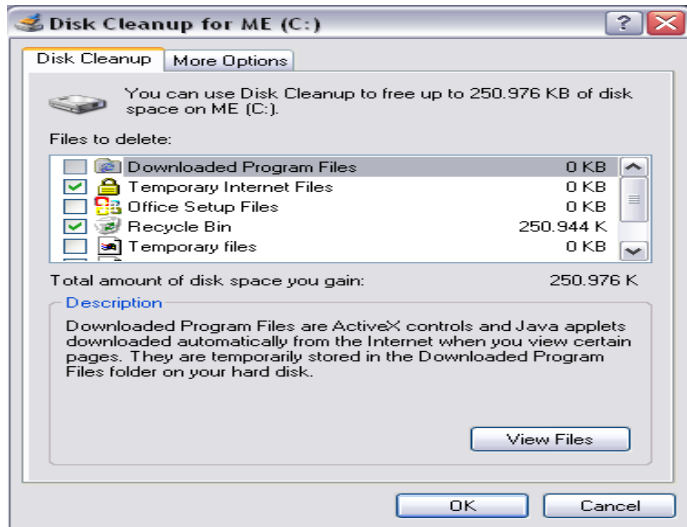 Disk Cleanup for ME (C:)
Disk Cleanup
More Options
You can use Disk Cleanup to free up to 250.976 KB of disk
space on ME (C:).
Files to delete:
Downloaded Program Files 0 KB
Temporary Internet Files 0 KB
Office Setup Files 0 KB
Recycle Bin 250.944 K
Temporary files 0 KB
Total amount of disk space you gain: 250.976 K
Description
Downloaded Program Files are ActiveX controls and Java applets
downloaded automatically from the Internet when you view certain
pages. They are temporarily stored in the Downloaded Program
Files folder on your hard disk.
View Files
OK
Cancel